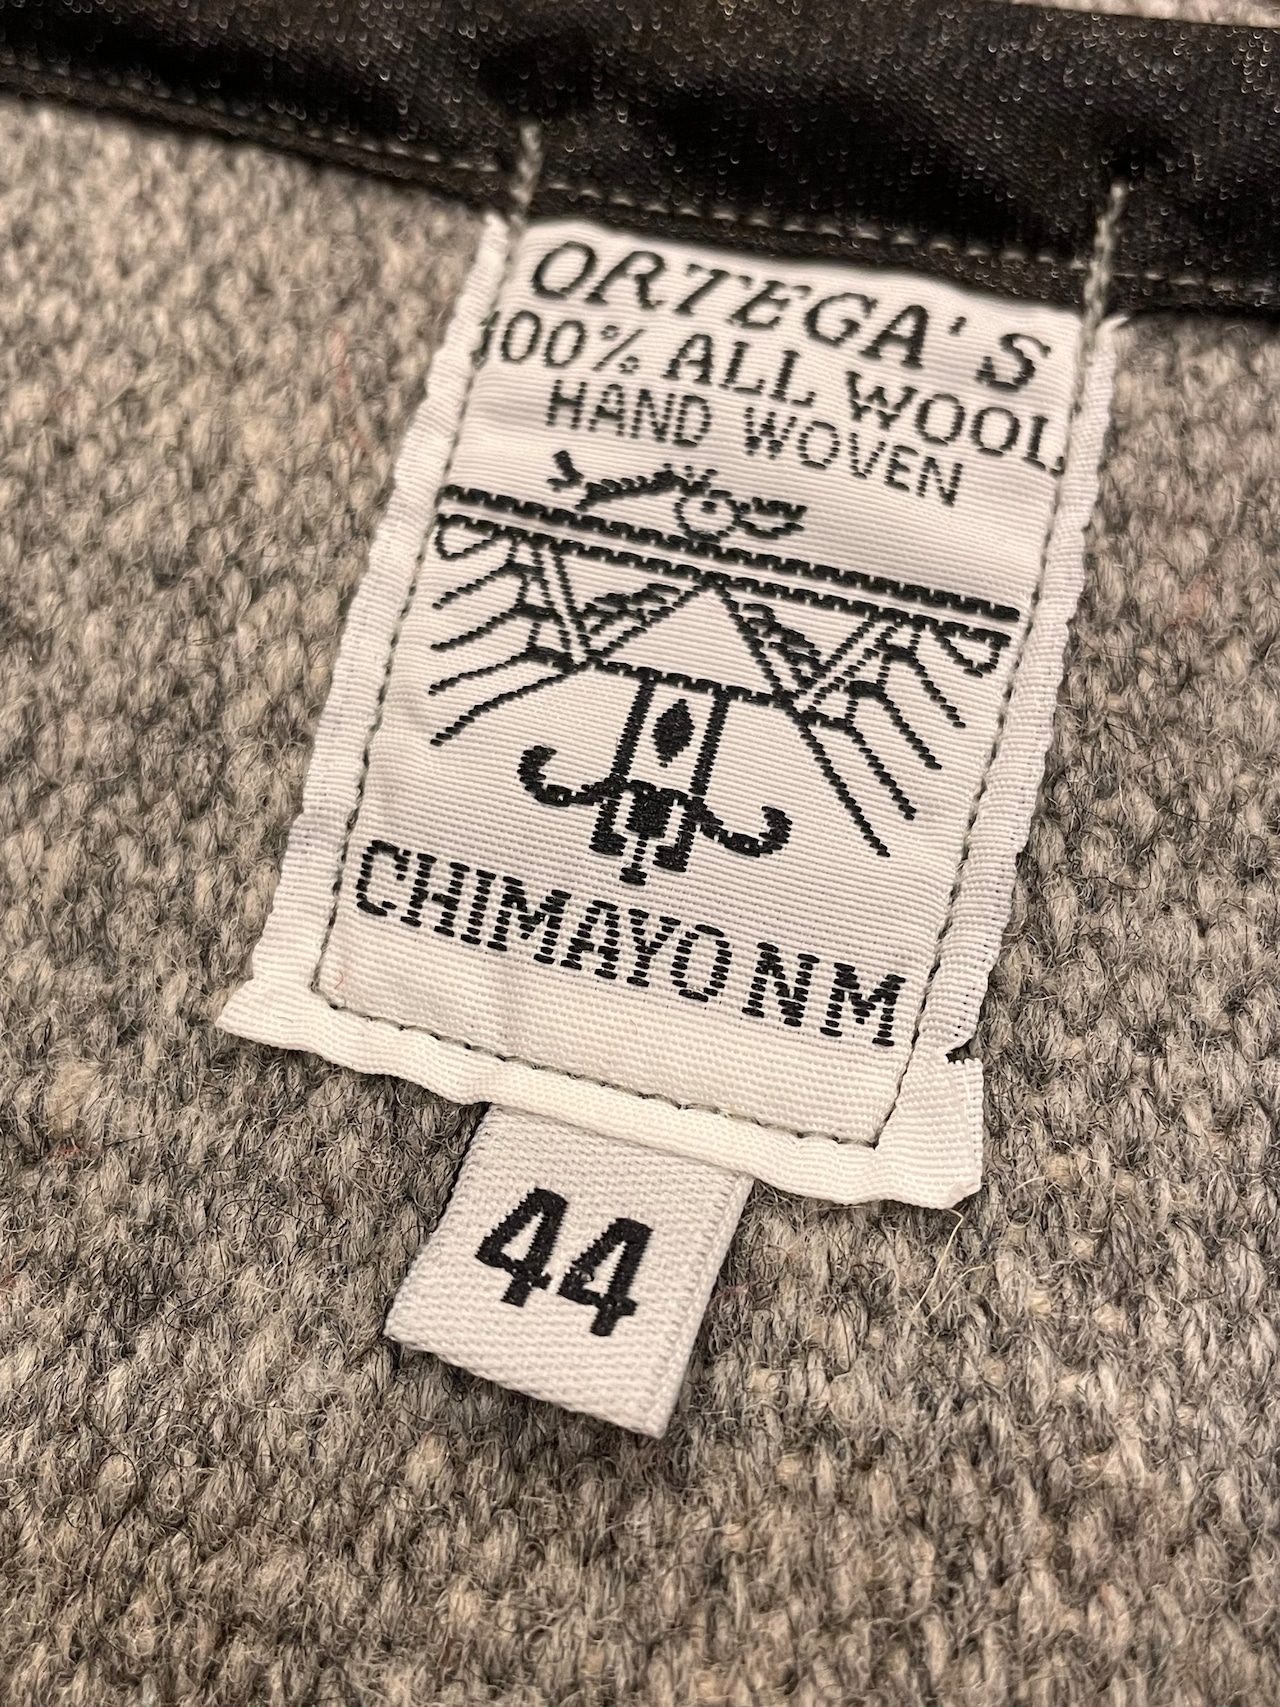 ORTEGA'S
100% ALL WOOL
HAND WOVEN
CHIMAYO NM
44